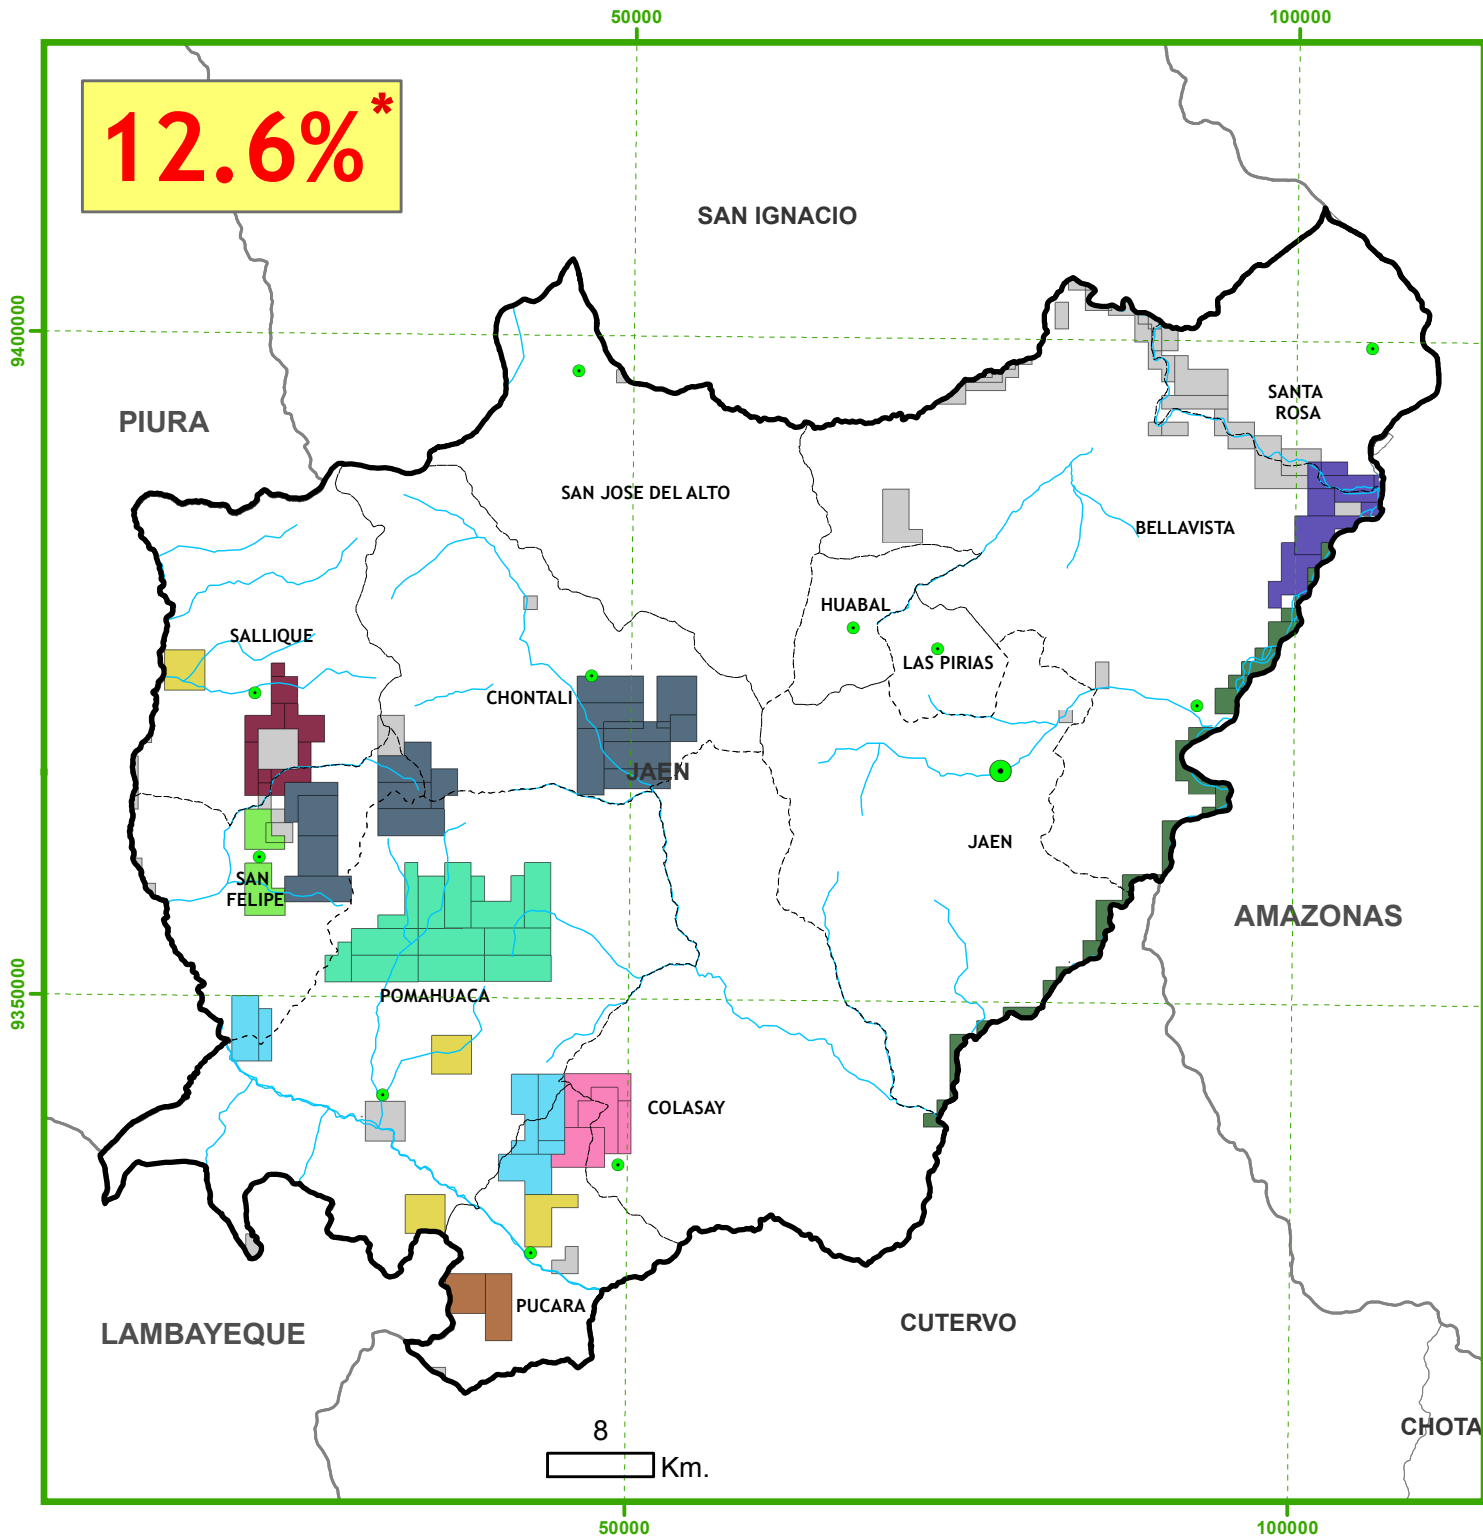 50000
100000
12.6%*
SAN IGNACIO
9400000
PIURA
SANTA
ROSA
SAN JOSE DEL ALTO
BELLAVISTA
HUABAL
SALLIQUE
LAS PIRIAS
CHONTALI
JAEN
JAEN
SAN
FELIPE
AMAZONAS
9350000
POMAHUACA
COLASAY
PUCARA
LAMBAYEQUE
CUTERVO
CHOTA
8
Km.
50000
100000